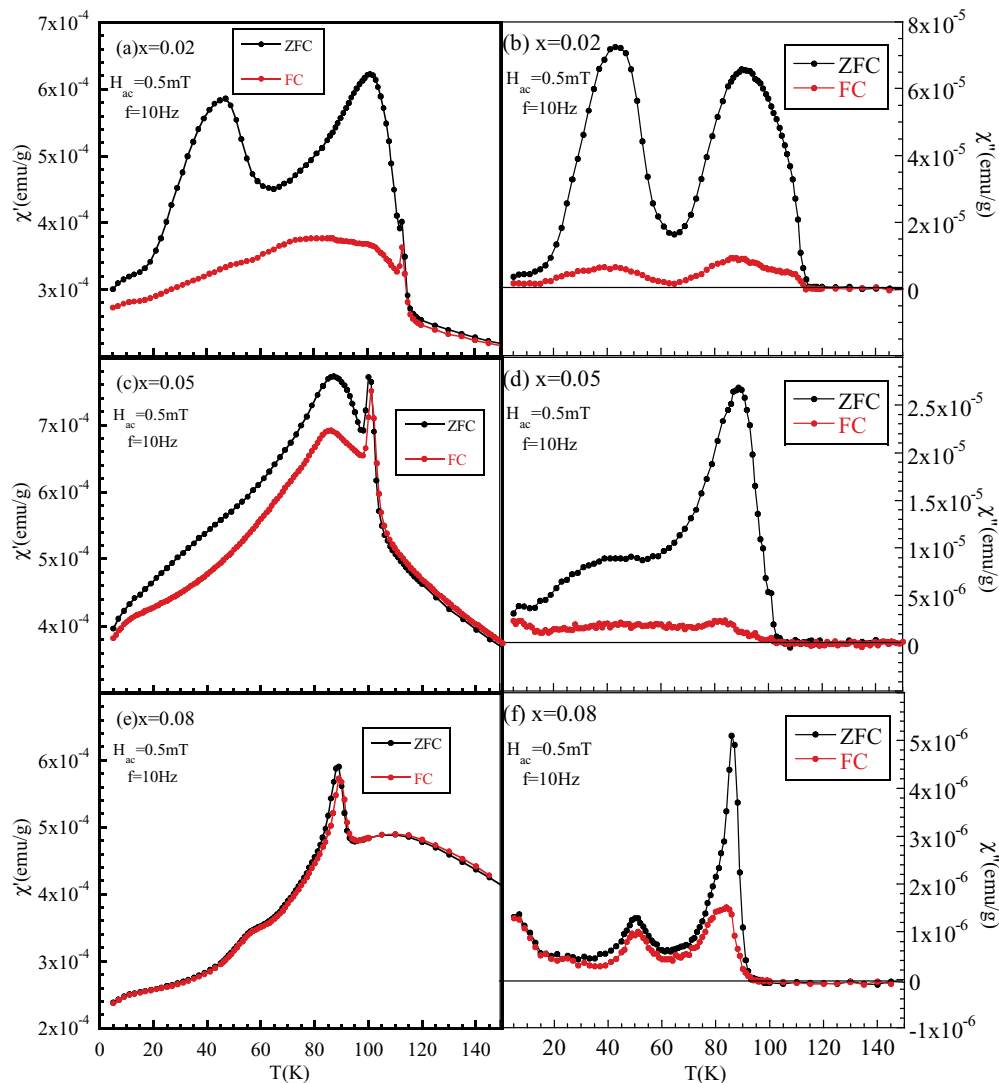 (a)x=0.02
H_ac=0.5mT
f=10Hz
ZFC
FC
χ'(emu/g)
7x10⁻⁴
6x10⁻⁴
5x10⁻⁴
4x10⁻⁴
3x10⁻⁴
(b) x=0.02
H_ac=0.5mT
f=10Hz
ZFC
FC
χ"(emu/g)
8x10⁻⁵
6x10⁻⁵
4x10⁻⁵
2x10⁻⁵
0
(c) x=0.05
H_ac=0.5mT
f=10Hz
ZFC
FC
χ'(emu/g)
7x10⁻⁴
6x10⁻⁴
5x10⁻⁴
4x10⁻⁴
(d) x=0.05
H_ac=0.5mT
f=10Hz
ZFC
FC
χ"(emu/g)
2.5x10⁻⁵
2x10⁻⁵
1.5x10⁻⁵
1x10⁻⁵
5x10⁻⁶
0
(e)x=0.08
H_ac=0.5mT
f=10Hz
ZFC
FC
χ'(emu/g)
6x10⁻⁴
5x10⁻⁴
4x10⁻⁴
3x10⁻⁴
2x10⁻⁴
0 20 40 60 80 100 120 140
T(K)
(f) x=0.08
H_ac=0.5mT
f=10Hz
ZFC
FC
χ"(emu/g)
5x10⁻⁶
4x10⁻⁶
3x10⁻⁶
2x10⁻⁶
1x10⁻⁶
0
-1x10⁻⁶
20 40 60 80 100 120 140
T(K)